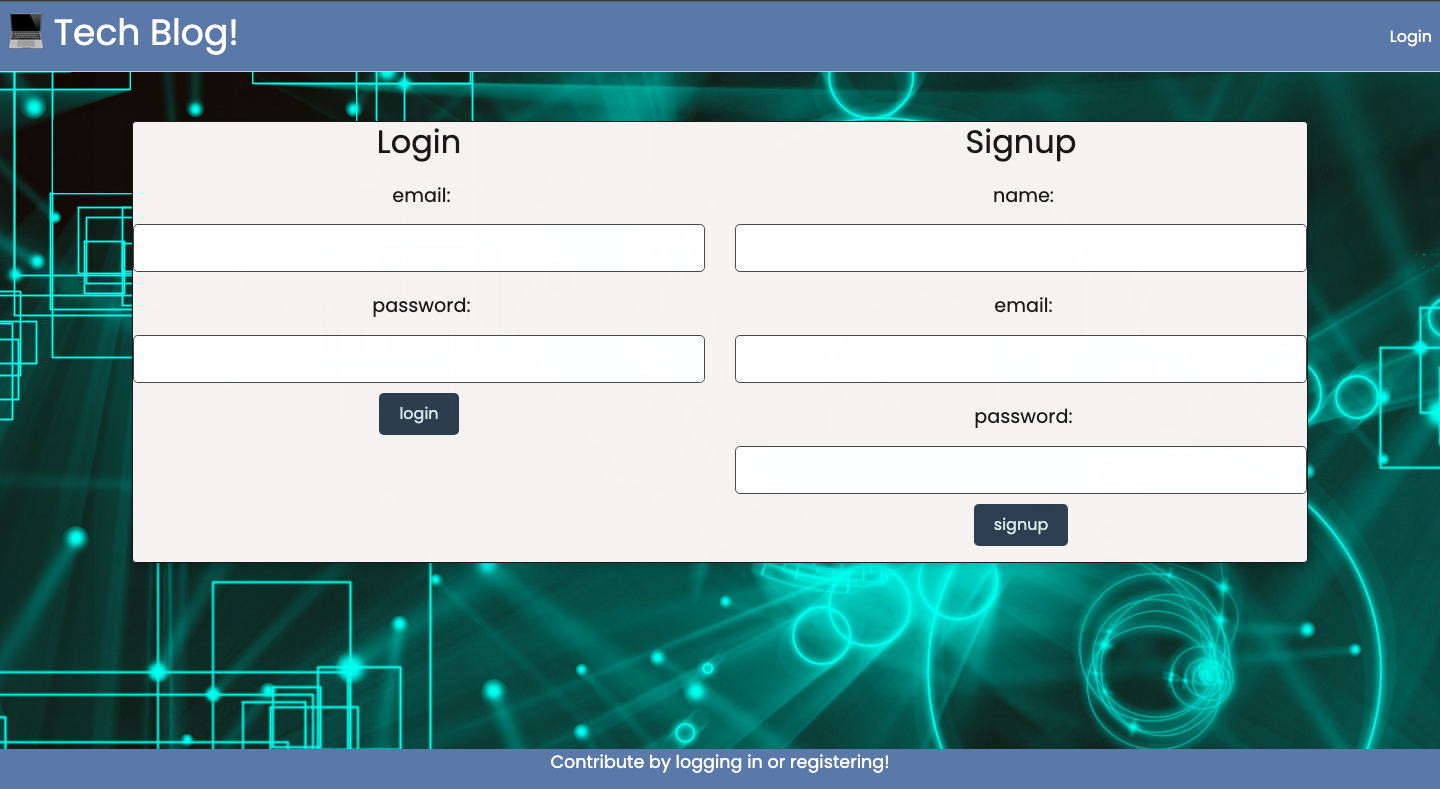 💻 Tech Blog!
Login
Login
email:
password:
login
Signup
name:
email:
password:
signup
Contribute by logging in or registering!